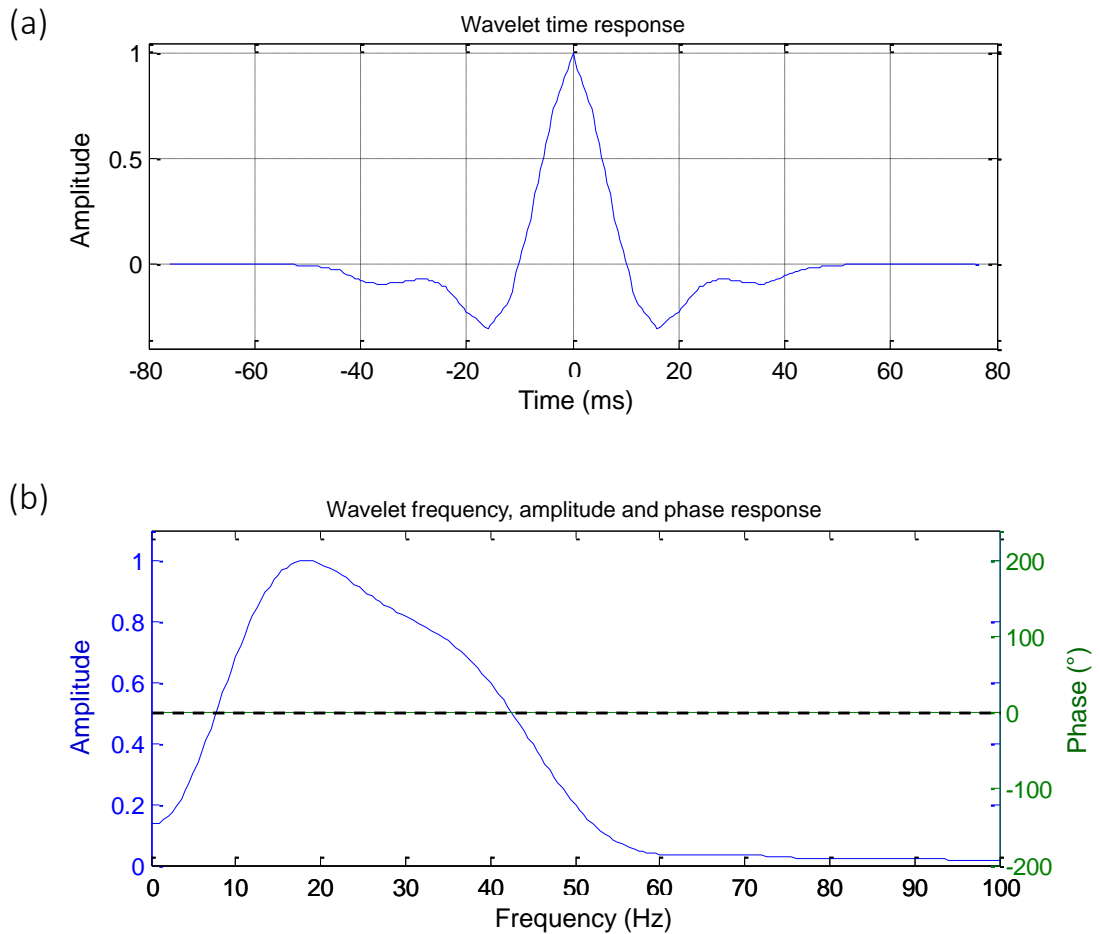 (a)
Wavelet time response
Amplitude
1
0.5
0
-80 -60 -40 -20 0 20 40 60 80
Time (ms)
(b)
Wavelet frequency, amplitude and phase response
Amplitude
1
0.8
0.6
0.4
0.2
0
200
100
0
-100
-200
Phase (°)
0 10 20 30 40 50 60 70 80 90 100
Frequency (Hz)